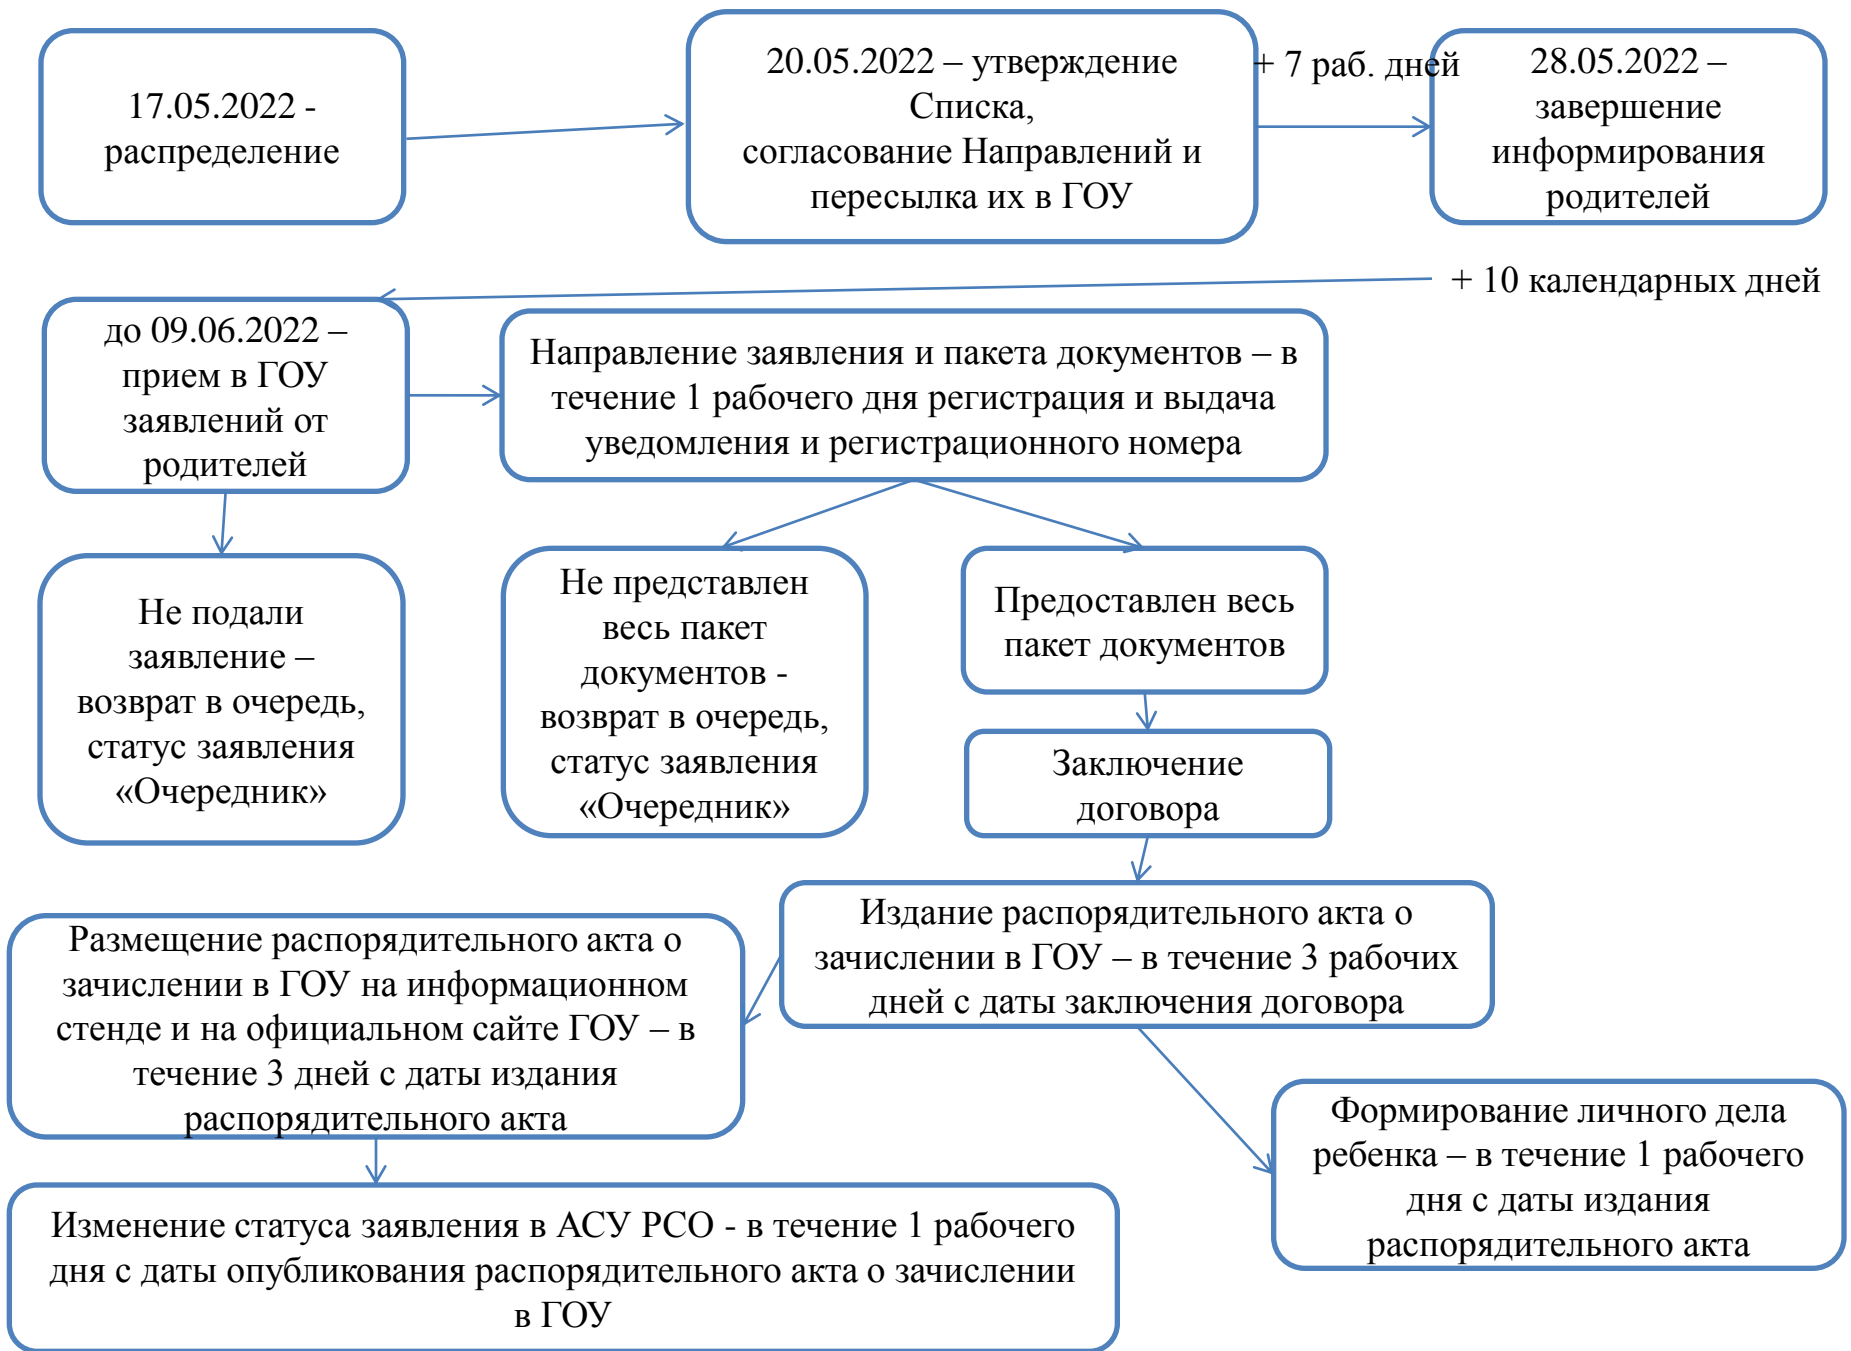 17.05.2022 -
распределение
20.05.2022 – утверждение
Списка,
согласование Направлений и
пересылка их в ГОУ
+ 7 раб. дней
28.05.2022 –
завершение
информирования
родителей
+ 10 календарных дней
до 09.06.2022 –
прием в ГОУ
заявлений от
родителей
Направление заявления и пакета документов – в
течение 1 рабочего дня регистрация и выдача
уведомления и регистрационного номера
Не подали
заявление –
возврат в очередь,
статус заявления
«Очередник»
Не представлен
весь пакет
документов -
возврат в очередь,
статус заявления
«Очередник»
Предоставлен весь
пакет документов
Заключение
договора
Издание распорядительного акта о
зачислении в ГОУ – в течение 3 рабочих
дней с даты заключения договора
Размещение распорядительного акта о
зачислении в ГОУ на информационном
стенде и на официальном сайте ГОУ – в
течение 3 дней с даты издания
распорядительного акта
Формирование личного дела
ребенка – в течение 1 рабочего
дня с даты издания
распорядительного акта
Изменение статуса заявления в АСУ РСО - в течение 1 рабочего
дня с даты опубликования распорядительного акта о зачислении
в ГОУ